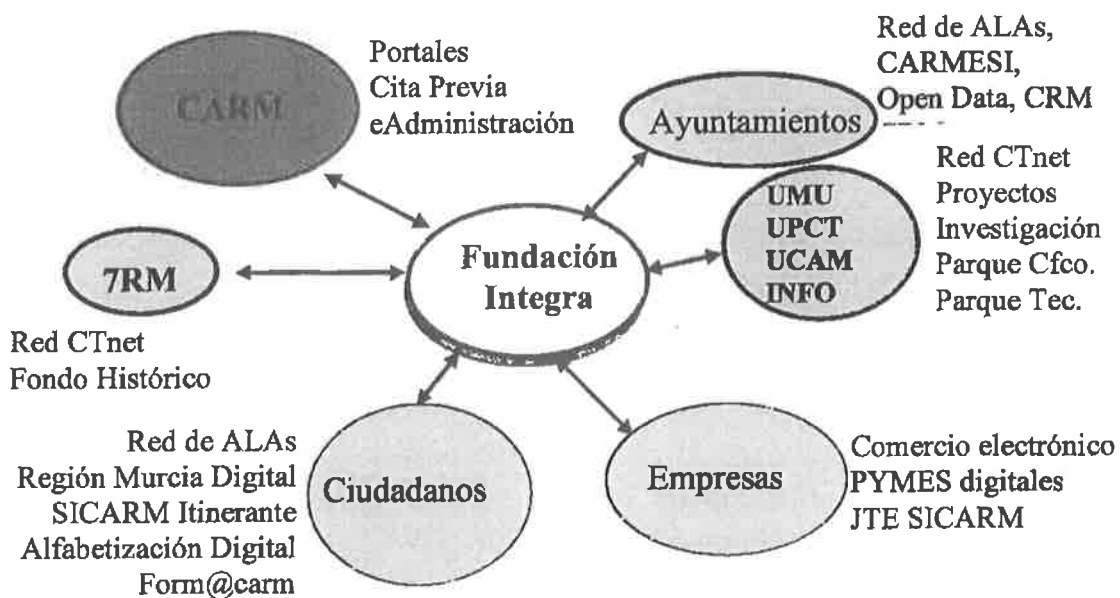 CARM
Portales
Cita Previa
eAdministración
Ayuntamientos
Red de ALAs,
CARMESI,
Open Data, CRM
UMU
UPCT
UCAM
INFO
Red CTnet
Proyectos
Investigación
Parque Cfco.
Parque Tec.
Fundación
Integra
7RM
Red CTnet
Fondo Histórico
Ciudadanos
Red de ALAs
Región Murcia Digital
SICARM Itinerante
Alfabetización Digital
Form@carm
Empresas
Comercio electrónico
PYMES digitales
JTE SICARM